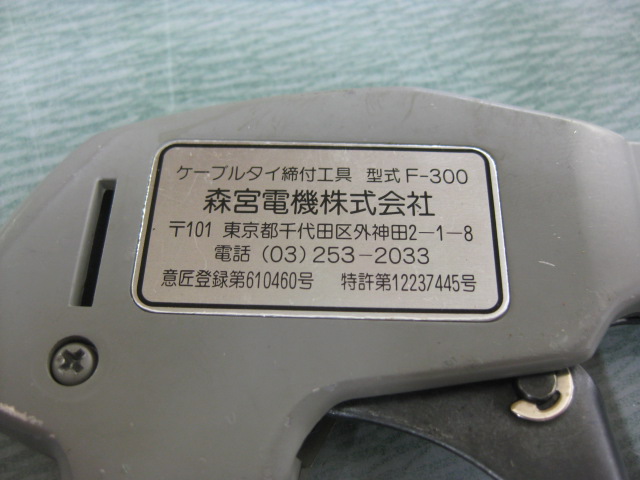 ケーブルタイ締付工具 型式 F-300
森宮電機株式会社
〒101 東京都千代田区外神田2-1-8
電話 (03) 253-2033
意匠登録第610460号 特許第12237445号